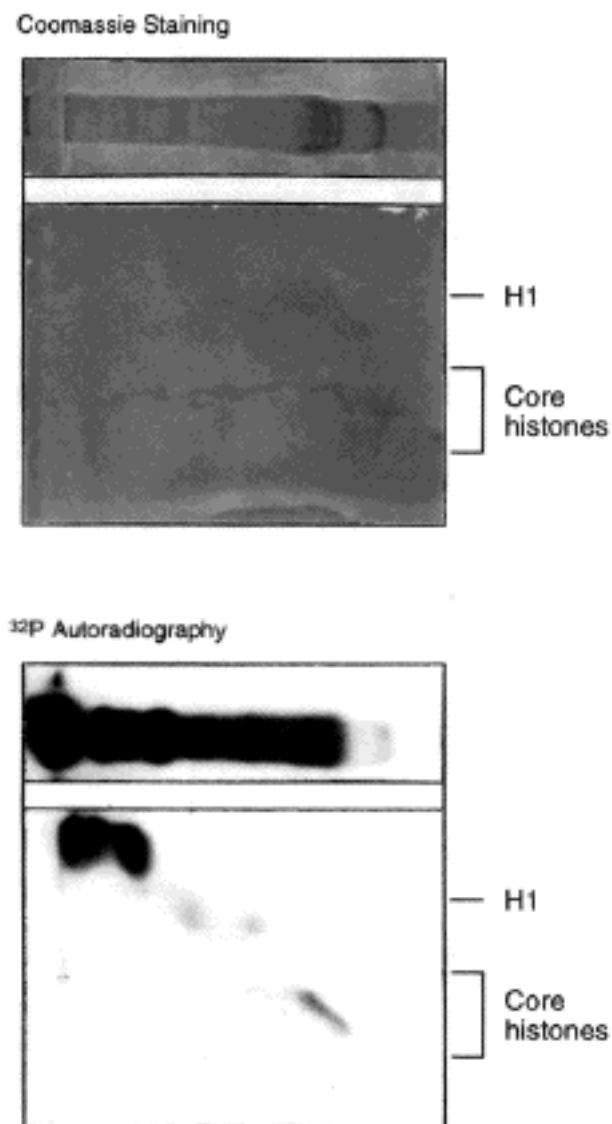 Coomassie Staining
H1
Core
histones
32P Autoradiography
H1
Core
histones